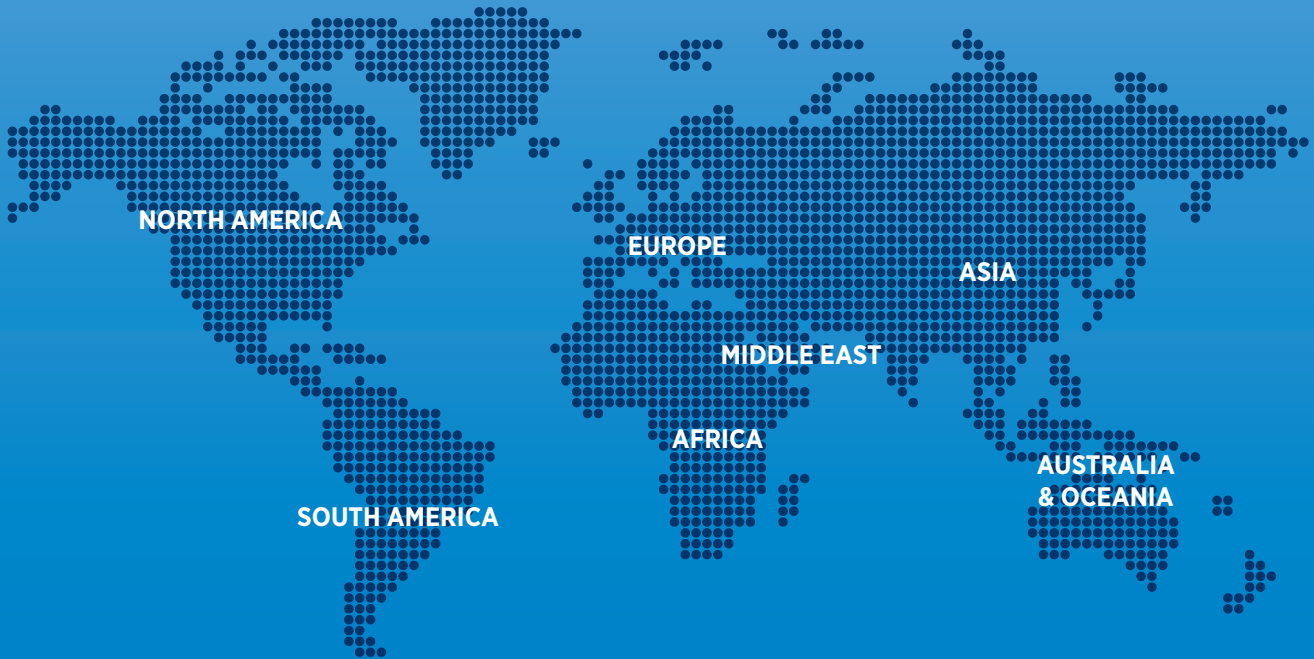 NORTH AMERICA
EUROPE
ASIA
MIDDLE EAST
AFRICA
AUSTRALIA
& OCEANIA
SOUTH AMERICA